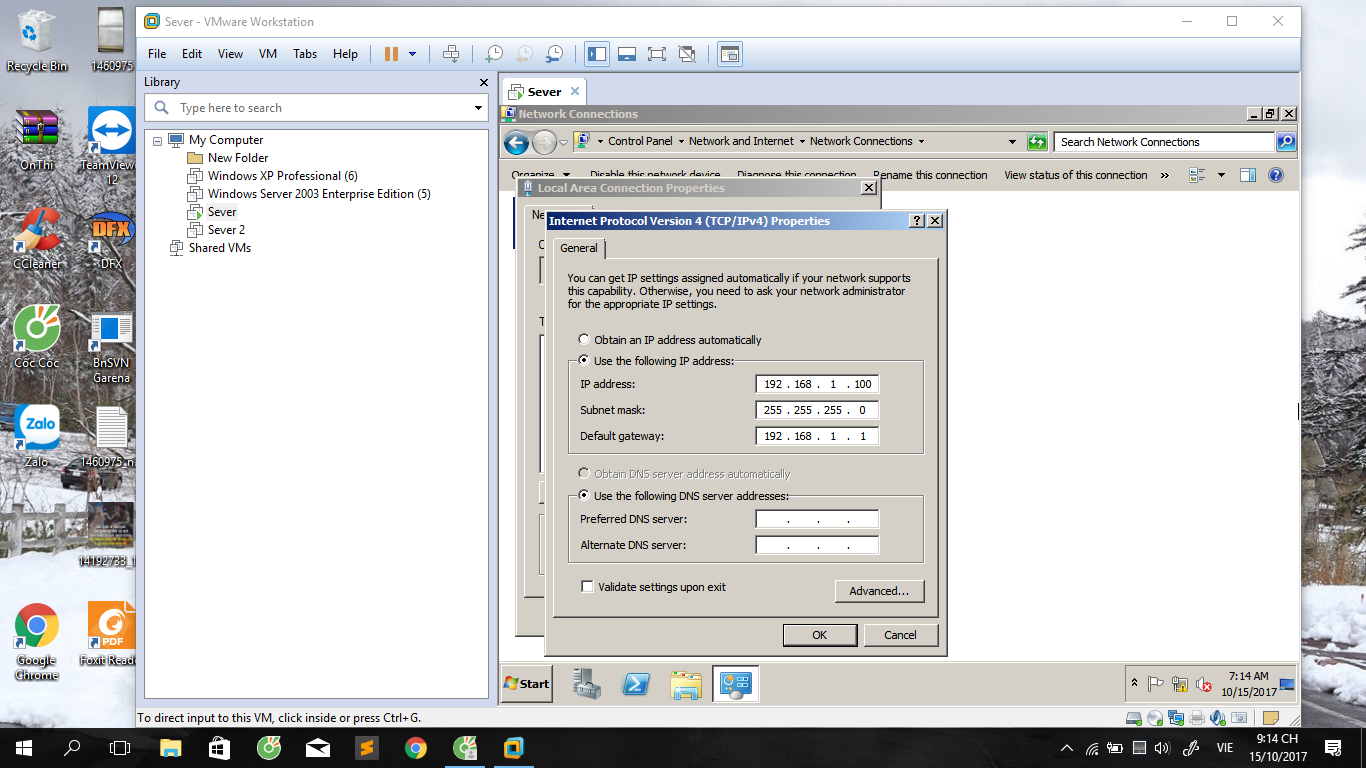 Recycle Bin
1460975
OnThi
TeamView
12
CCleaner
DFX
Cốc Cốc
BnSVN
Garena
Zalo
1460975_n
14192733_1
Google
Chrome
Foxit Read
PDF
Sever - VMware Workstation
File Edit View VM Tabs Help
Library
Type here to search
My Computer
New Folder
Windows XP Professional (6)
Windows Server 2003 Enterprise Edition (5)
Sever
Sever 2
Shared VMs
Sever
Network Connections
Control Panel Network and Internet Network Connections
Search Network Connections
Organize Disable this network device Diagnose this connection Rename this connection View status of this connection »
Local Area Connection Properties
Ne
Internet Protocol Version 4 (TCP/IPv4) Properties
General
You can get IP settings assigned automatically if your network supports
this capability. Otherwise, you need to ask your network administrator
for the appropriate IP settings.
Obtain an IP address automatically
Use the following IP address:
IP address: 192 . 168 . 1 . 100
Subnet mask: 255 . 255 . 255 . 0
Default gateway: 192 . 168 . 1 . 1
Obtain DNS server address automatically
Use the following DNS server addresses:
Preferred DNS server: . . .
Alternate DNS server: . . .
Validate settings upon exit
Advanced...
OK Cancel
Start
7:14 AM
10/15/2017
To direct input to this VM, click inside or press Ctrl+G.
VIE
9:14 CH
15/10/2017